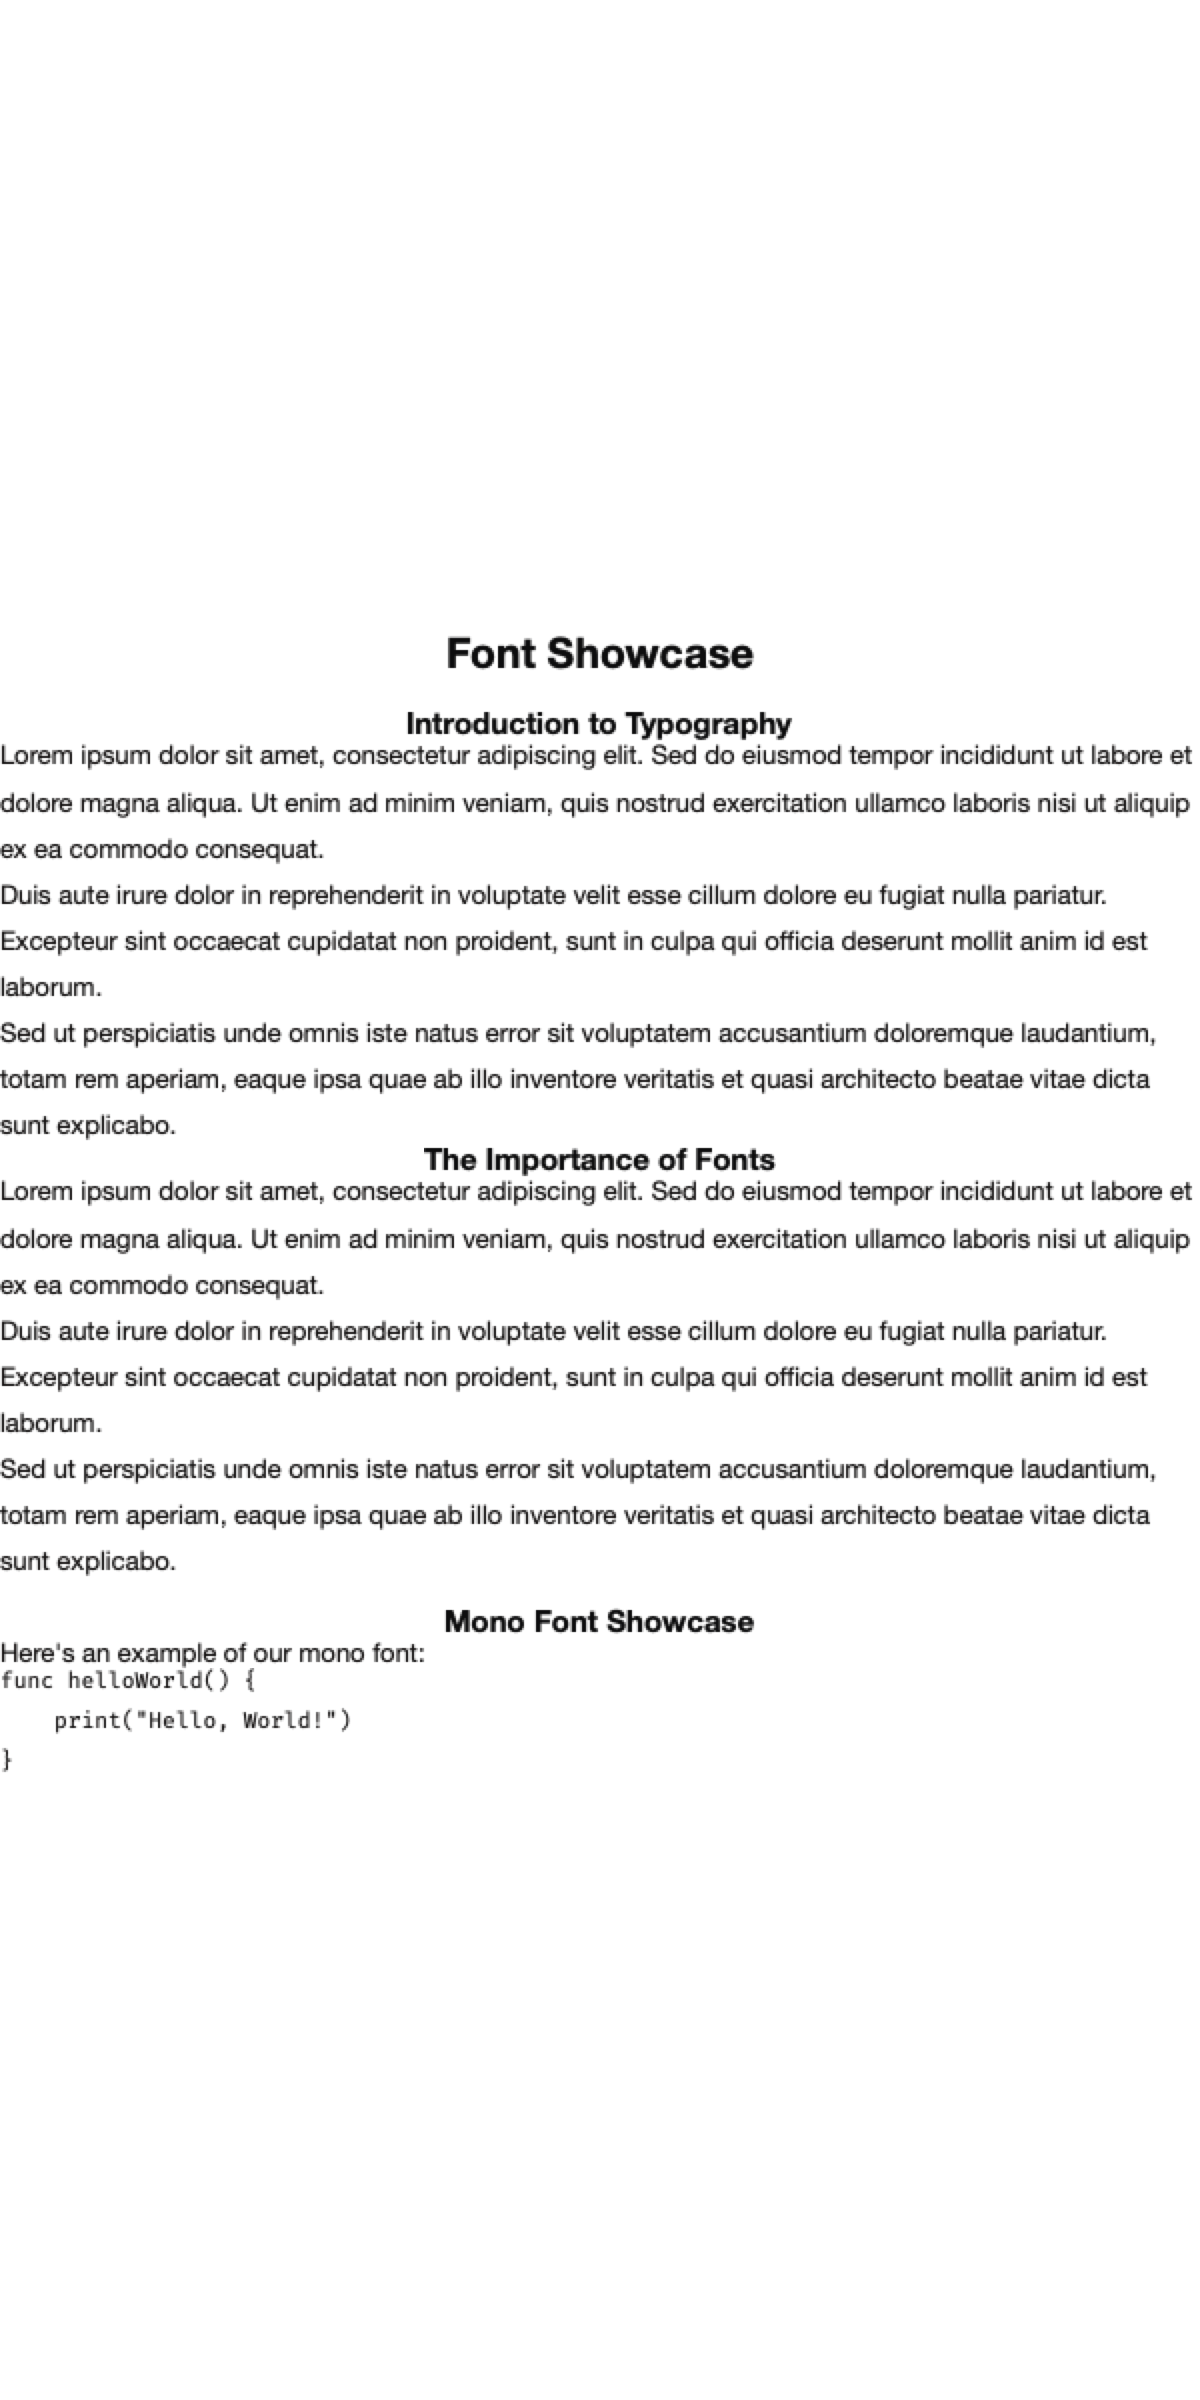 Font Showcase
Introduction to Typography
Lorem ipsum dolor sit amet, consectetur adipiscing elit. Sed do eiusmod tempor incididunt ut labore et
dolore magna aliqua. Ut enim ad minim veniam, quis nostrud exercitation ullamco laboris nisi ut aliquip
ex ea commodo consequat.
Duis aute irure dolor in reprehenderit in voluptate velit esse cillum dolore eu fugiat nulla pariatur.
Excepteur sint occaecat cupidatat non proident, sunt in culpa qui officia deserunt mollit anim id est
laborum.
Sed ut perspiciatis unde omnis iste natus error sit voluptatem accusantium doloremque laudantium,
totam rem aperiam, eaque ipsa quae ab illo inventore veritatis et quasi architecto beatae vitae dicta
sunt explicabo.
The Importance of Fonts
Lorem ipsum dolor sit amet, consectetur adipiscing elit. Sed do eiusmod tempor incididunt ut labore et
dolore magna aliqua. Ut enim ad minim veniam, quis nostrud exercitation ullamco laboris nisi ut aliquip
ex ea commodo consequat.
Duis aute irure dolor in reprehenderit in voluptate velit esse cillum dolore eu fugiat nulla pariatur.
Excepteur sint occaecat cupidatat non proident, sunt in culpa qui officia deserunt mollit anim id est
laborum.
Sed ut perspiciatis unde omnis iste natus error sit voluptatem accusantium doloremque laudantium,
totam rem aperiam, eaque ipsa quae ab illo inventore veritatis et quasi architecto beatae vitae dicta
sunt explicabo.
Mono Font Showcase
Here's an example of our mono font:
func helloWorld() {
    print("Hello, World!")
}